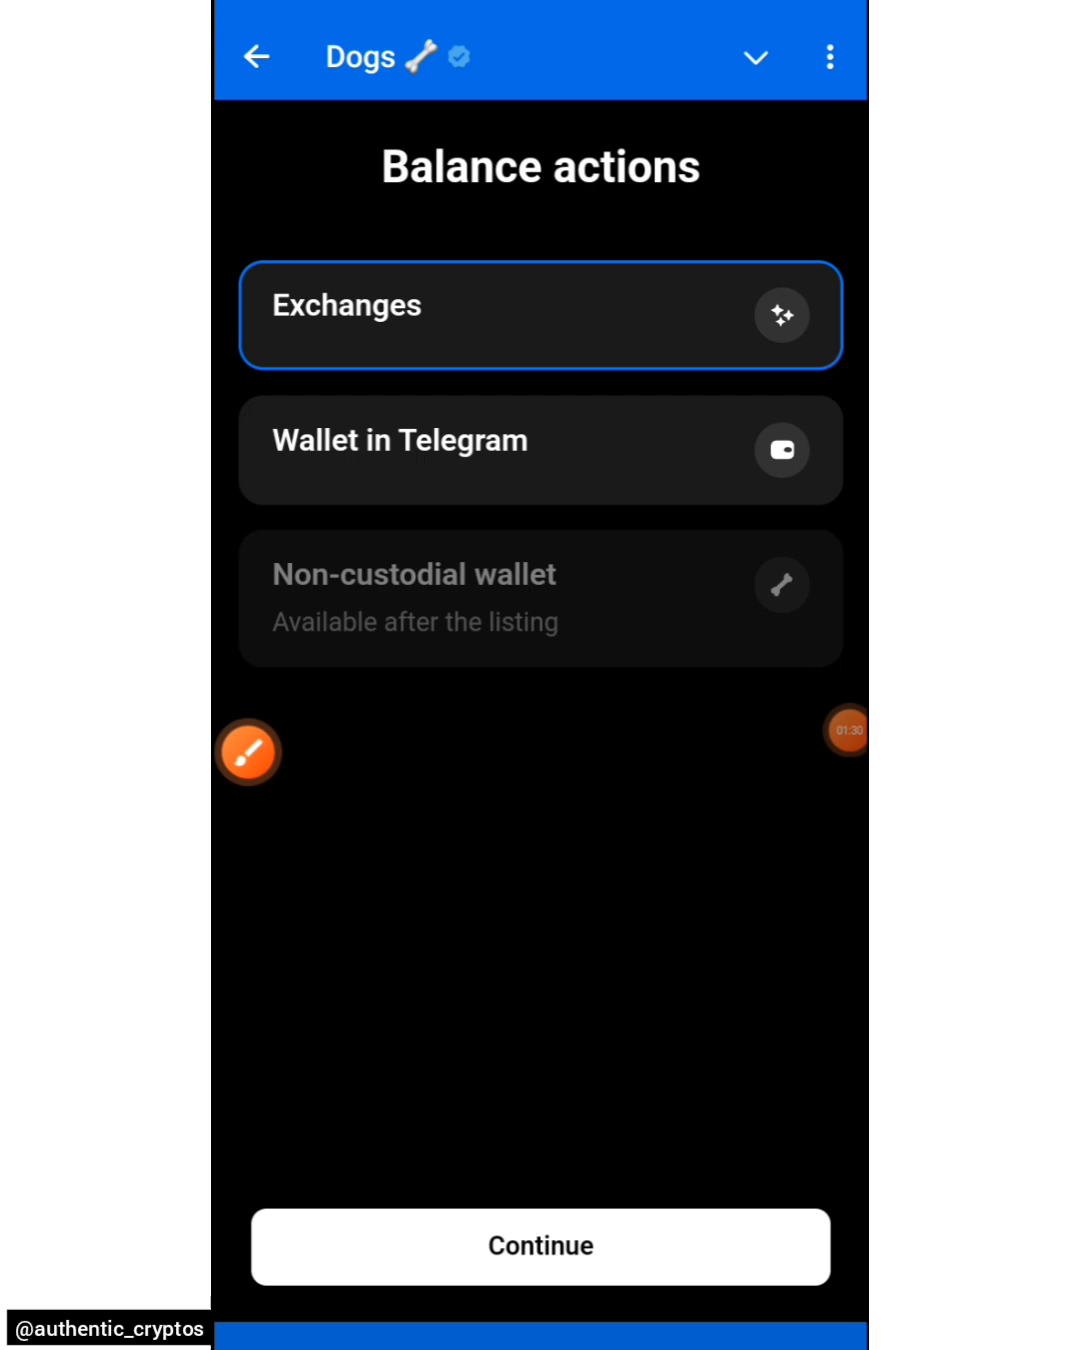 Dogs 🦴
Balance actions
Exchanges
Wallet in Telegram
Non-custodial wallet
Available after the listing
01:30
Continue
@authentic_cryptos